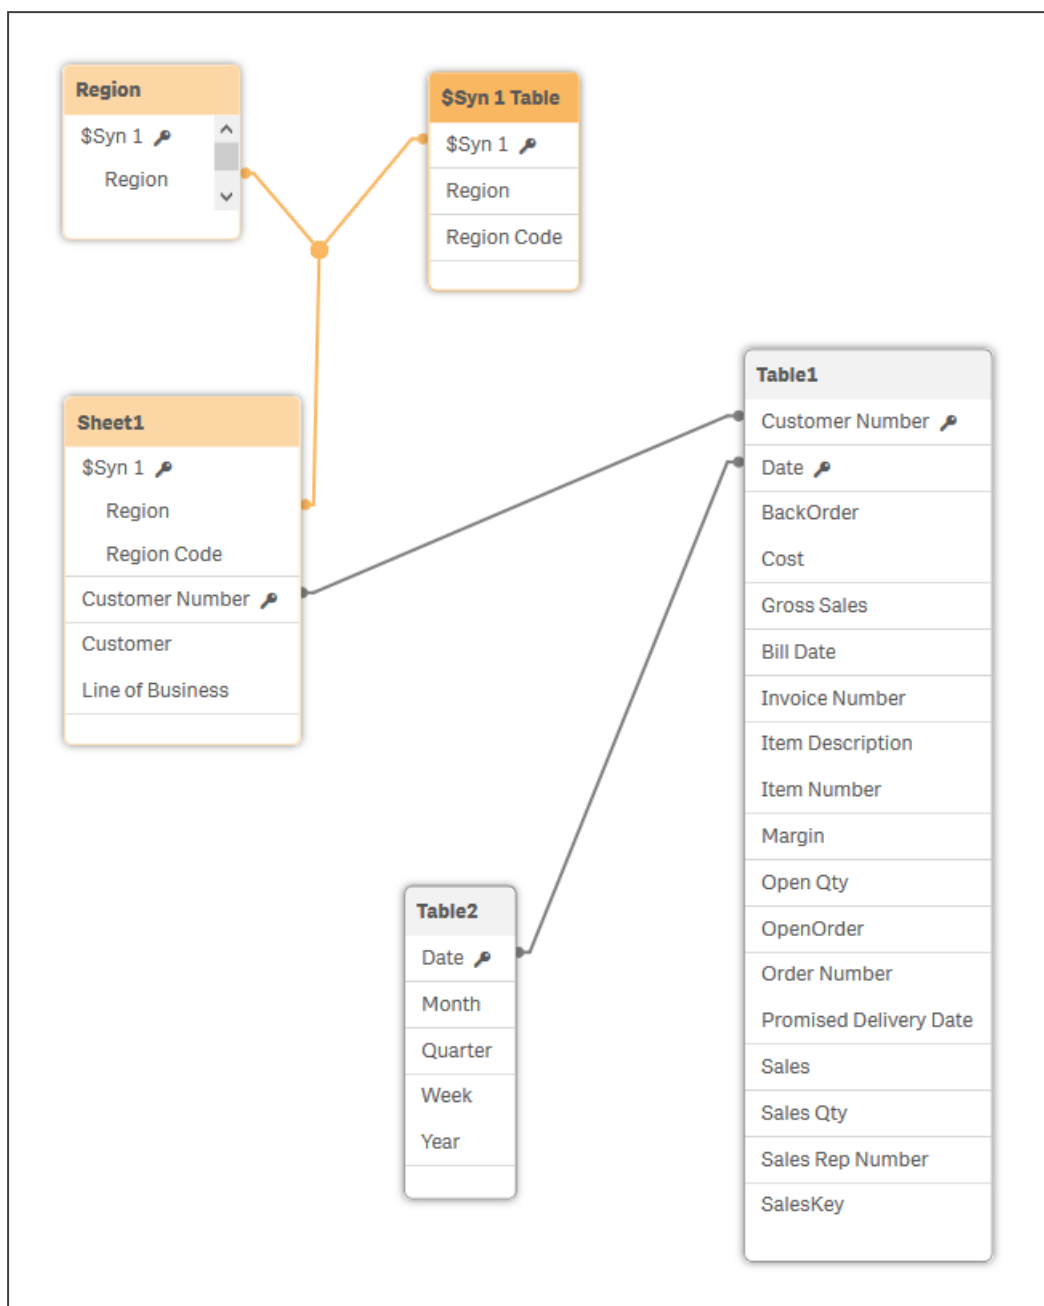 Region
$Syn 1
Region
$Syn 1 Table
$Syn 1
Region
Region Code
Sheet1
$Syn 1
Region
Region Code
Customer Number
Customer
Line of Business
Table1
Customer Number
Date
BackOrder
Cost
Gross Sales
Bill Date
Invoice Number
Item Description
Item Number
Margin
Open Qty
OpenOrder
Order Number
Promised Delivery Date
Sales
Sales Qty
Sales Rep Number
SalesKey
Table2
Date
Month
Quarter
Week
Year